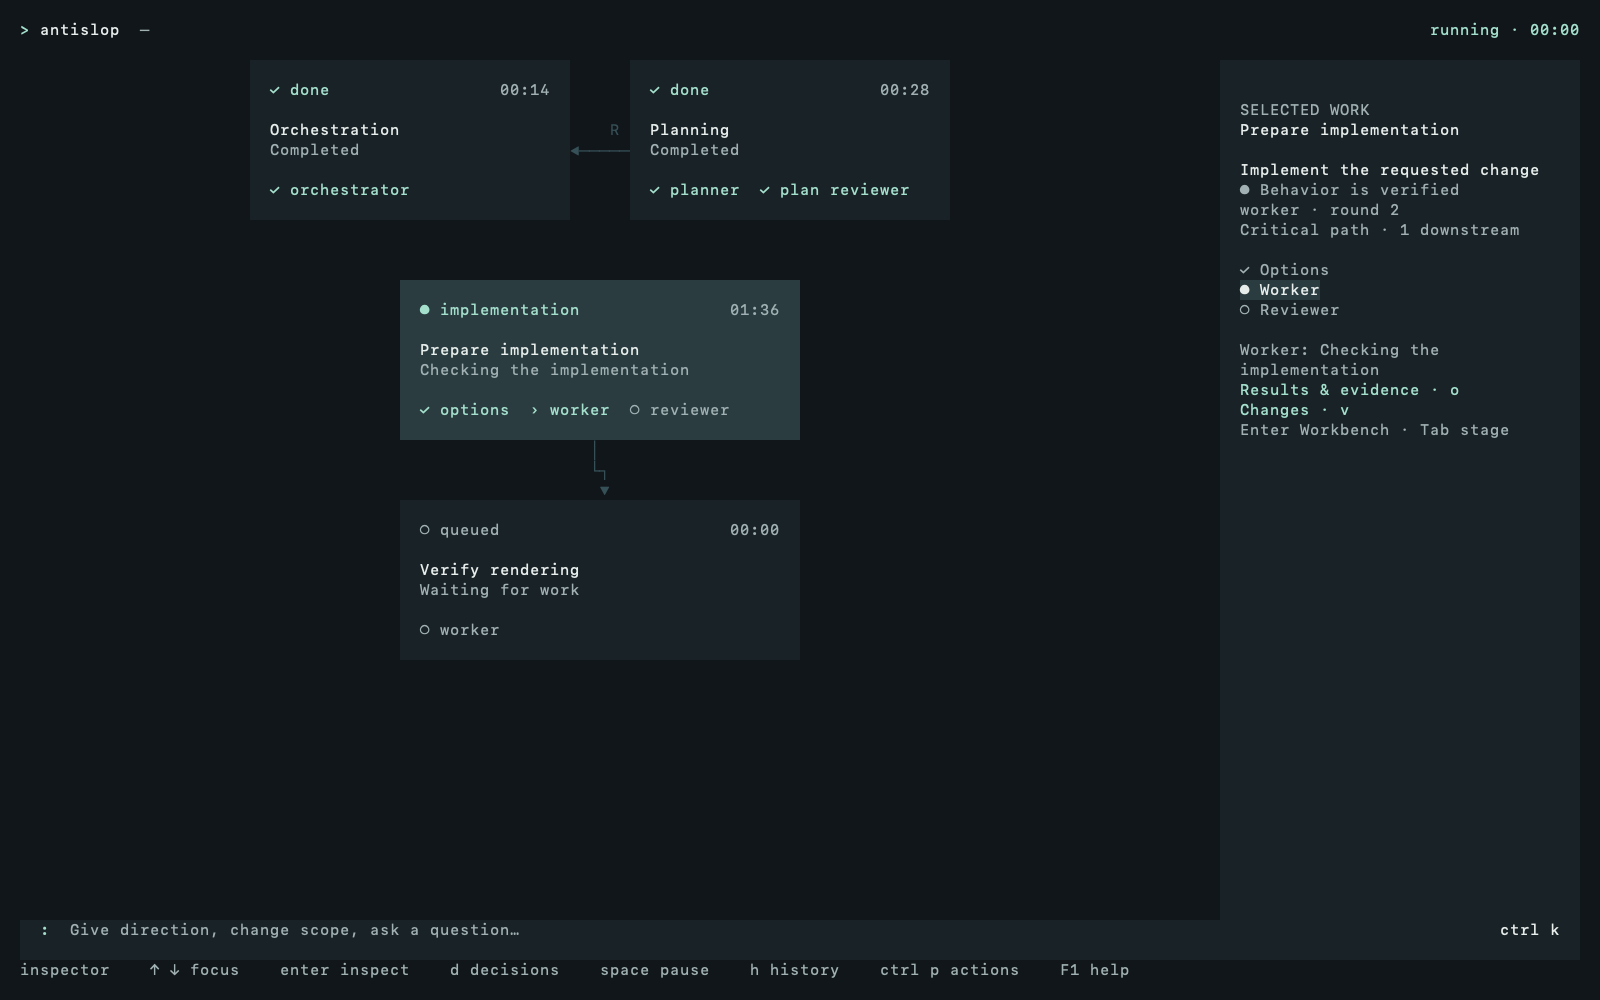 > antislop —
running · 00:00
✓ done 00:14
Orchestration
Completed
✓ orchestrator
R
✓ done 00:28
Planning
Completed
✓ planner ✓ plan reviewer
● implementation 01:36
Prepare implementation
Checking the implementation
✓ options › worker ○ reviewer
○ queued 00:00
Verify rendering
Waiting for work
○ worker
SELECTED WORK
Prepare implementation
Implement the requested change
● Behavior is verified
worker · round 2
Critical path · 1 downstream
✓ Options
● Worker
○ Reviewer
Worker: Checking the
implementation
Results & evidence · o
Changes · v
Enter Workbench · Tab stage
: Give direction, change scope, ask a question… ctrl k
inspector ↑ ↓ focus enter inspect d decisions space pause h history ctrl p actions F1 help